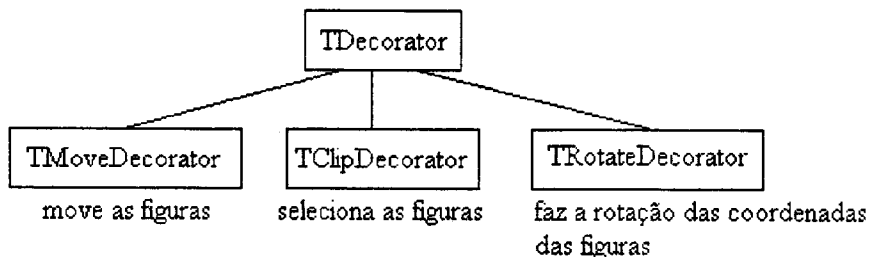 TDecorator
TMoveDecorator
TClipDecorator
TRotateDecorator
move as figuras
seleciona as figuras
faz a rotação das coordenadas
das figuras